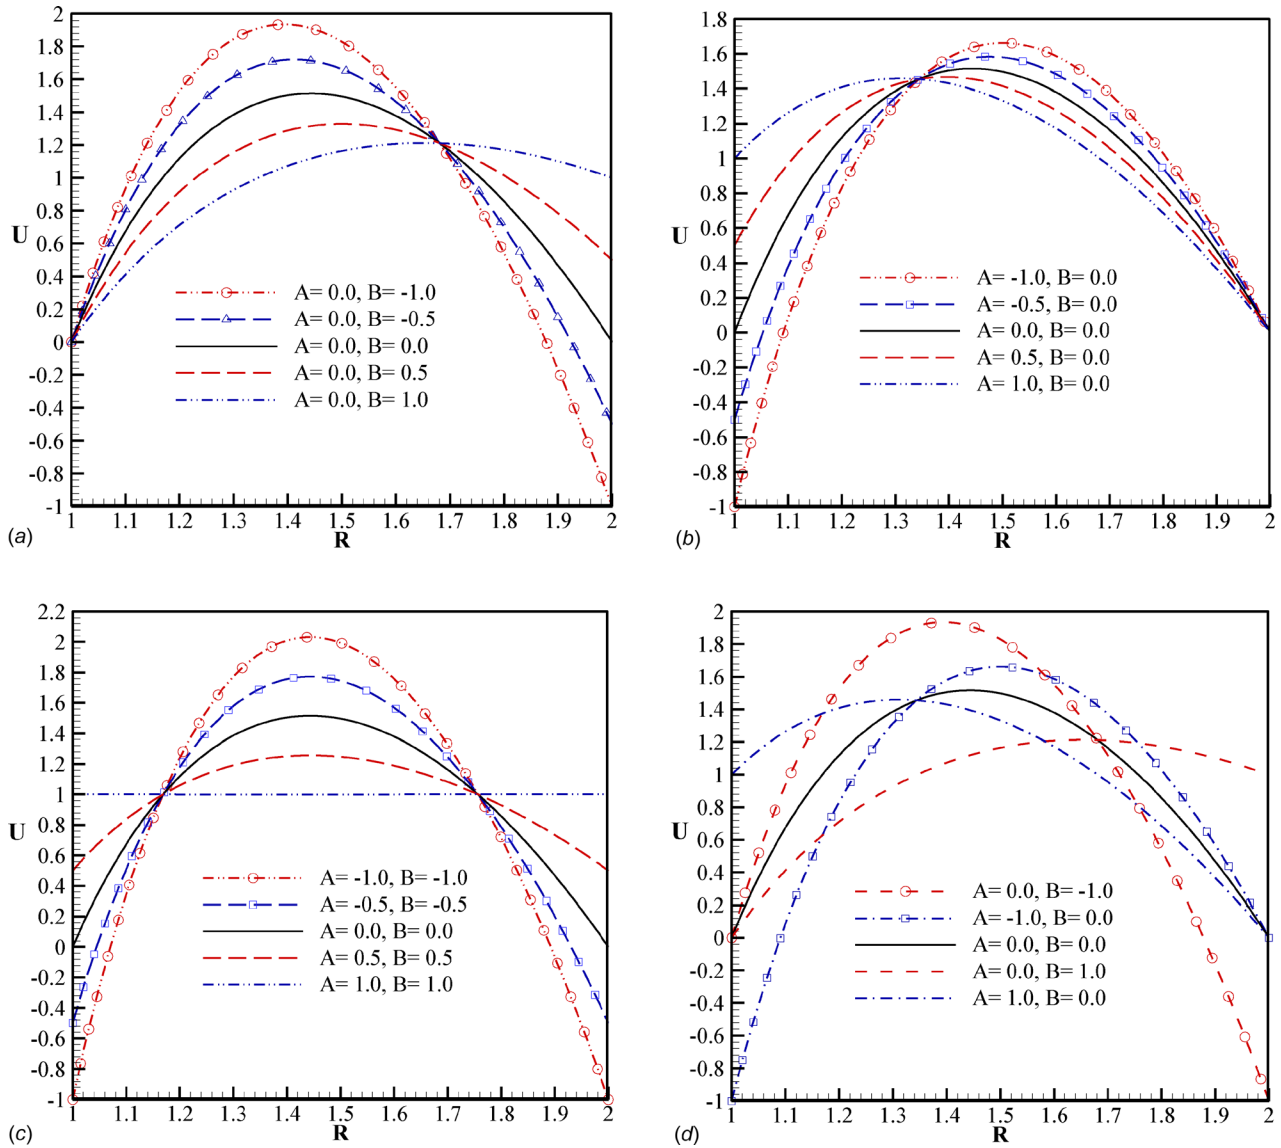 2
1.8
1.6
1.4
1.2
1
0.8
0.6
U
0.4
0.2
0
-0.2
-0.4
-0.6
-0.8
-1
A= 0.0, B= -1.0
A= 0.0, B= -0.5
A= 0.0, B= 0.0
A= 0.0, B= 0.5
A= 0.0, B= 1.0
1 1.1 1.2 1.3 1.4 1.5 1.6 1.7 1.8 1.9 2
(a) R
1.8
1.6
1.4
1.2
1
0.8
0.6
U
0.4
0.2
0
-0.2
-0.4
-0.6
-0.8
-1
A= -1.0, B= 0.0
A= -0.5, B= 0.0
A= 0.0, B= 0.0
A= 0.5, B= 0.0
A= 1.0, B= 0.0
1 1.1 1.2 1.3 1.4 1.5 1.6 1.7 1.8 1.9 2
(b) R
2.2
2
1.8
1.6
1.4
1.2
1
U
0.8
0.6
0.4
0.2
0
-0.2
-0.4
-0.6
-0.8
-1
A= -1.0, B= -1.0
A= -0.5, B= -0.5
A= 0.0, B= 0.0
A= 0.5, B= 0.5
A= 1.0, B= 1.0
1 1.1 1.2 1.3 1.4 1.5 1.6 1.7 1.8 1.9 2
(c) R
2
1.8
1.6
1.4
1.2
1
0.8
U
0.6
0.4
0.2
0
-0.2
-0.4
-0.6
-0.8
-1
A= 0.0, B= -1.0
A= -1.0, B= 0.0
A= 0.0, B= 0.0
A= 0.0, B= 1.0
A= 1.0, B= 0.0
1 1.1 1.2 1.3 1.4 1.5 1.6 1.7 1.8 1.9 2
(d) R